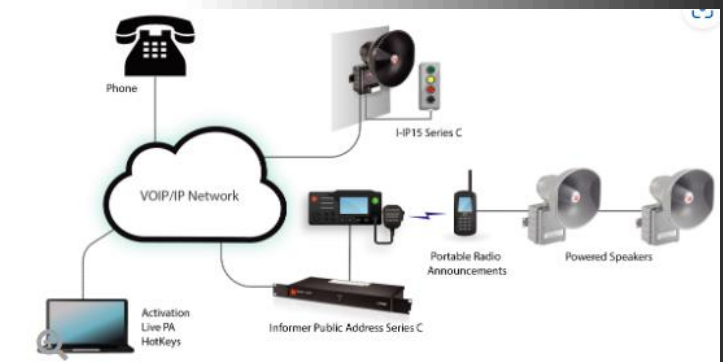 Phone
I-IP15 Series C
VOIP/IP Network
Portable Radio
Announcements
Powered Speakers
Activation
Live PA
HotKeys
Informer Public Address Series C